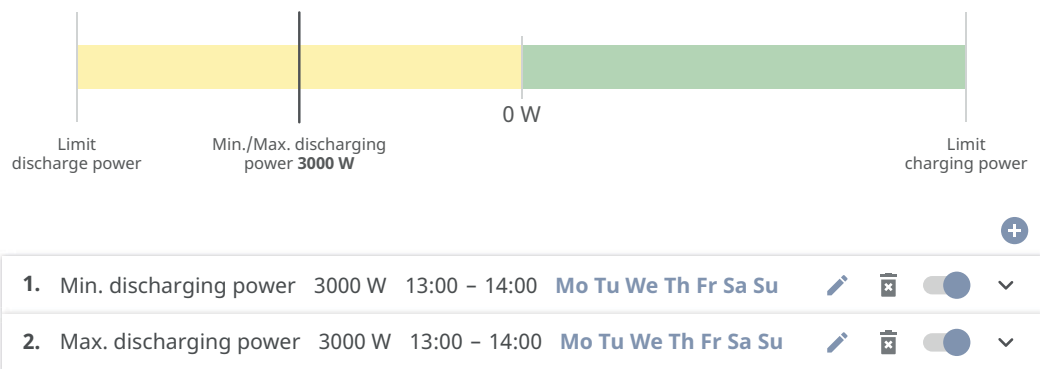 0 W
Limit
discharge power
Min./Max. discharging
power 3000 W
Limit
charging power
1. Min. discharging power 3000 W 13:00 – 14:00 Mo Tu We Th Fr Sa Su
2. Max. discharging power 3000 W 13:00 – 14:00 Mo Tu We Th Fr Sa Su